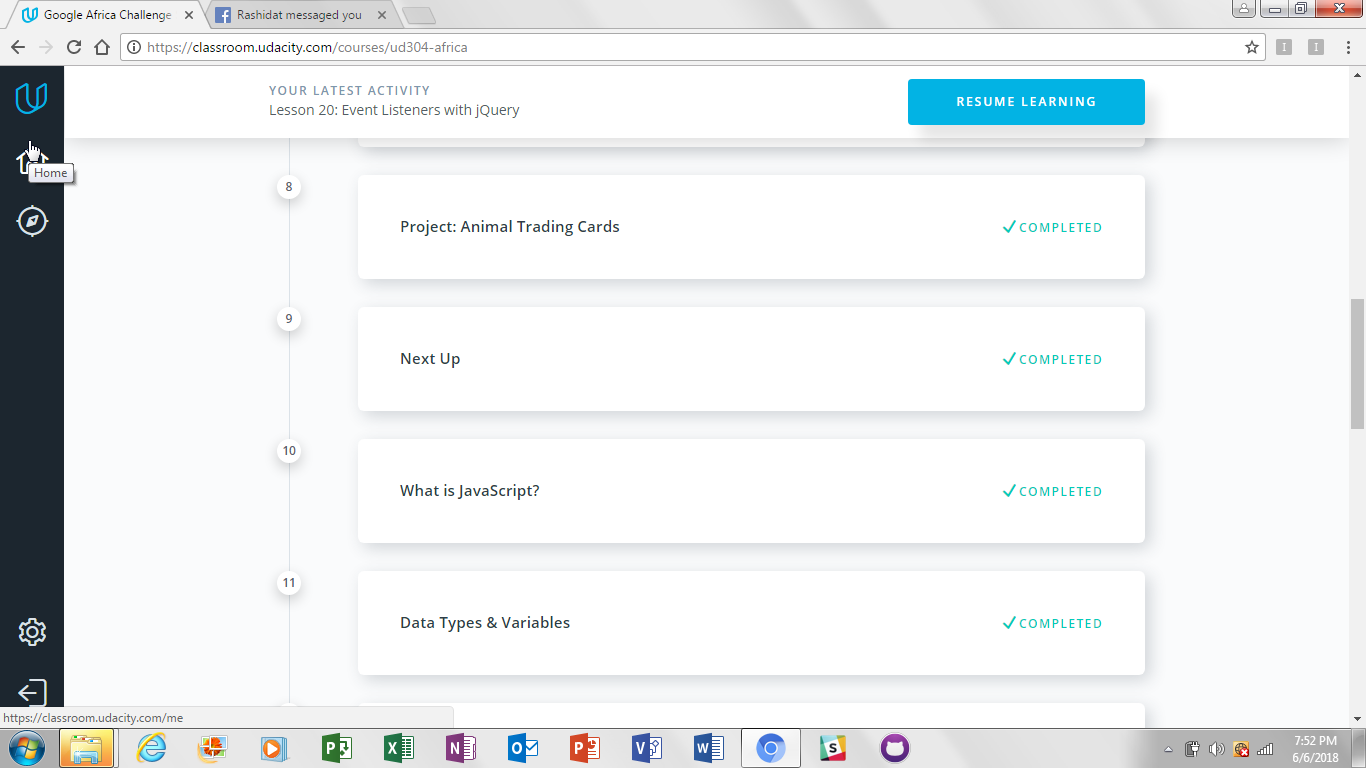 Google Africa Challenge
Rashidat messaged you
https://classroom.udacity.com/courses/ud304-africa
YOUR LATEST ACTIVITY
Lesson 20: Event Listeners with jQuery
RESUME LEARNING
Home
8
Project: Animal Trading Cards
COMPLETED
9
Next Up
COMPLETED
10
What is JavaScript?
COMPLETED
11
Data Types & Variables
COMPLETED
https://classroom.udacity.com/me
7:52 PM
6/6/2018